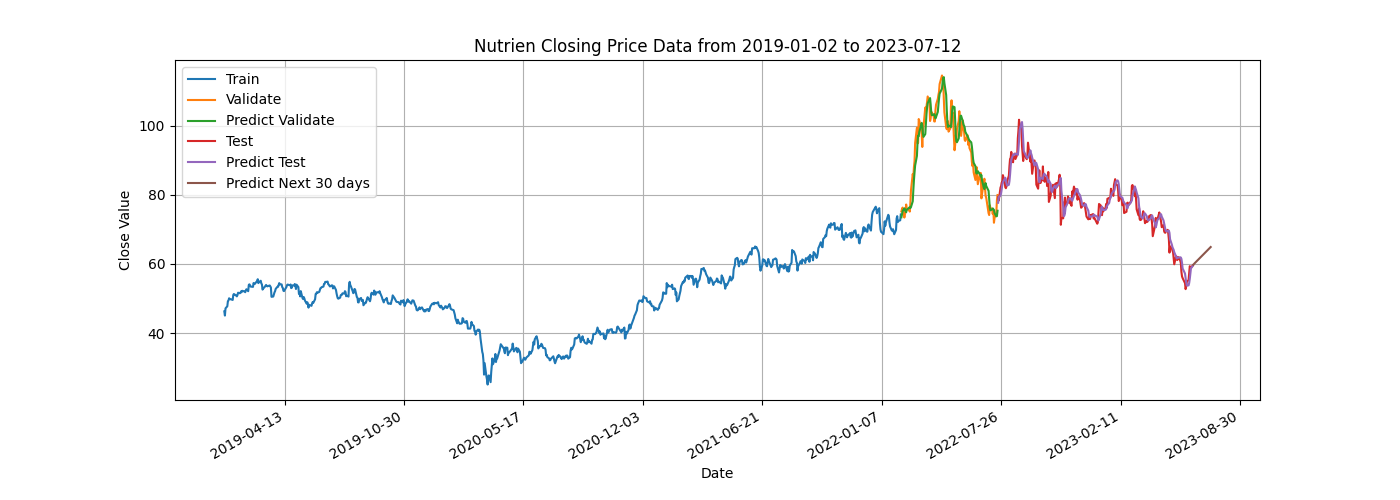 Nutrien Closing Price Data from 2019-01-02 to 2023-07-12
Train
Validate
Predict Validate
Test
Predict Test
Predict Next 30 days
Close Value
100
80
60
40
2019-04-13
2019-10-30
2020-05-17
2020-12-03
2021-06-21
2022-01-07
2022-07-26
2023-02-11
2023-08-30
Date